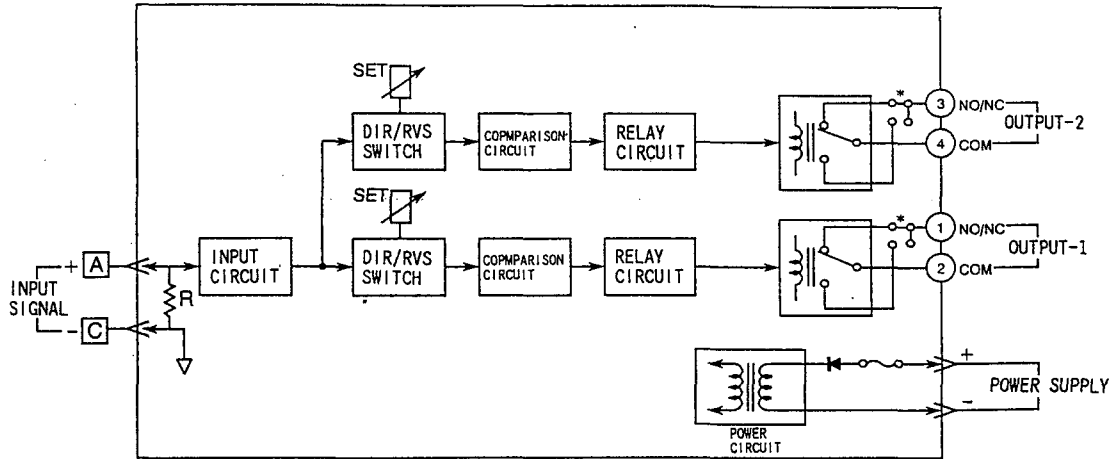 SET
DIR/RVS
SWITCH
COPMPARISON
CIRCUIT
RELAY
CIRCUIT
*
3 NO/NC
OUTPUT-2
4 COM
SET
DIR/RVS
SWITCH
COPMPARISON
CIRCUIT
RELAY
CIRCUIT
*
1 NO/NC
OUTPUT-1
2 COM
INPUT
CIRCUIT
+ A
INPUT
SIGNAL
R
- C
+
POWER SUPPLY
-
POWER
CIRCUIT